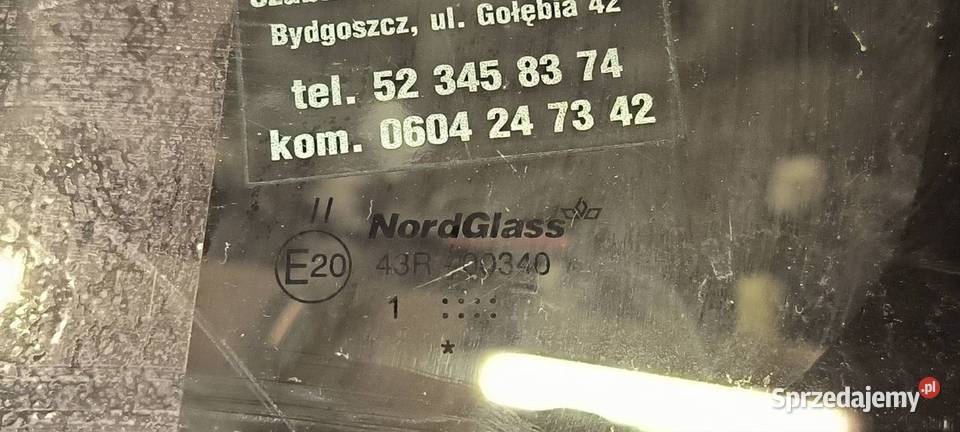 Bydgoszcz, ul. Gołębia 42
tel. 52 345 83 74
kom. 0604 24 73 42
II
NordGlass
E20 43R - 00340
1
*
Sprzedajemy.pl